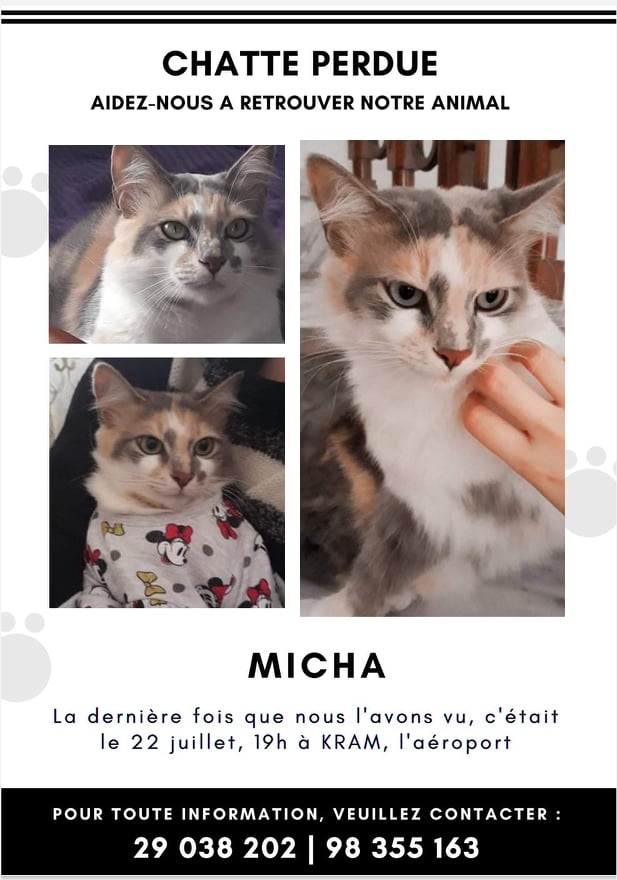 CHATTE PERDUE
AIDEZ-NOUS A RETROUVER NOTRE ANIMAL
MICHA
La dernière fois que nous l'avons vu, c'était
le 22 juillet, 19h à KRAM, l'aéroport
POUR TOUTE INFORMATION, VEUILLEZ CONTACTER :
29 038 202 | 98 355 163